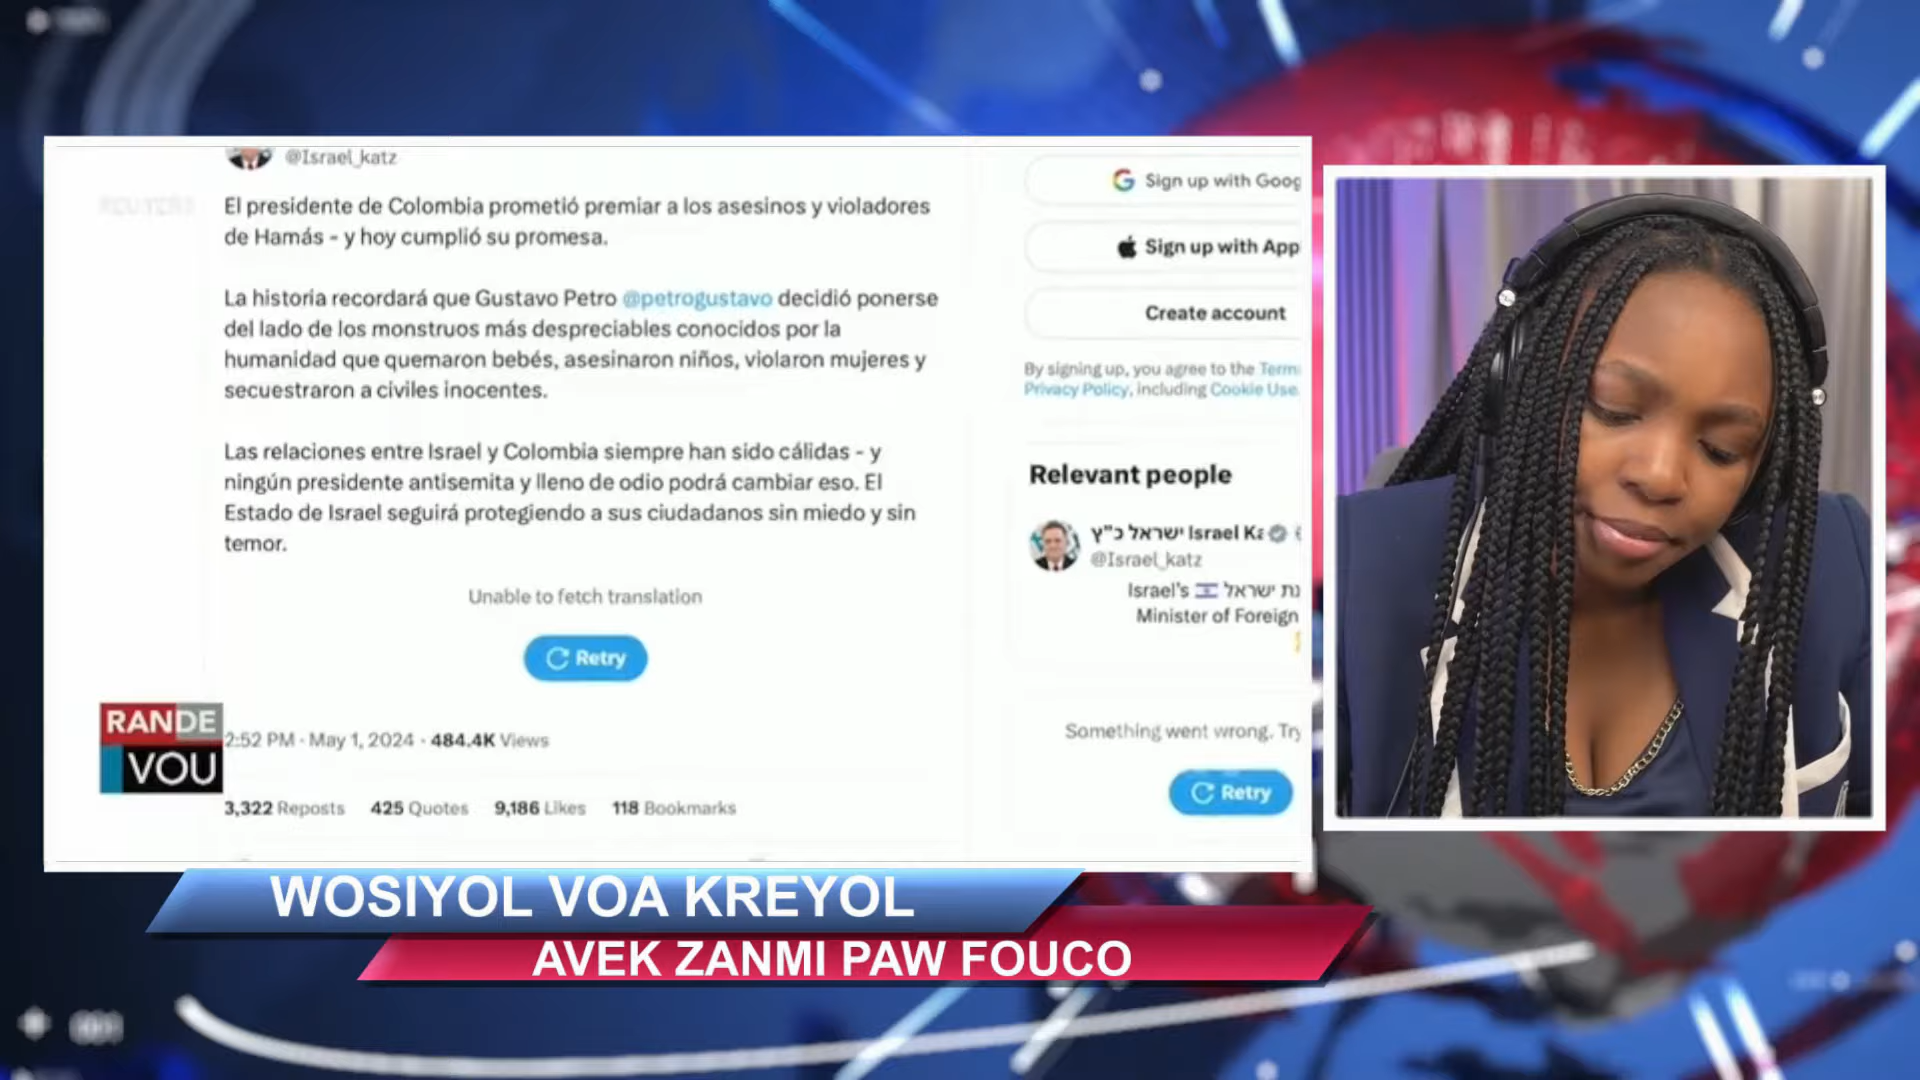 @Israel_katz
REUTERS
El presidente de Colombia prometió premiar a los asesinos y violadores
de Hamás - y hoy cumplió su promesa.
La historia recordará que Gustavo Petro @petrogustavo decidió ponerse
del lado de los monstruos más despreciables conocidos por la
humanidad que quemaron bebés, asesinaron niños, violaron mujeres y
secuestraron a civiles inocentes.
Las relaciones entre Israel y Colombia siempre han sido cálidas - y
ningún presidente antisemita y lleno de odio podrá cambiar eso. El
Estado de Israel seguirá protegiendo a sus ciudadanos sin miedo y sin
temor.
Unable to fetch translation
Retry
2:52 PM · May 1, 2024 · 484.4K Views
3,322 Reposts 425 Quotes 9,186 Likes 118 Bookmarks
Sign up with Goog
Sign up with App
Create account
By signing up, you agree to the Term
Privacy Policy, including Cookie Use.
Relevant people
ישראל כ"ץ Israel Ka
@Israel_katz
Israel's ישראל
Minister of Foreign
Something went wrong. Try
Retry
RANDE
VOU
WOSIYOL VOA KREYOL
AVEK ZANMI PAW FOUCO